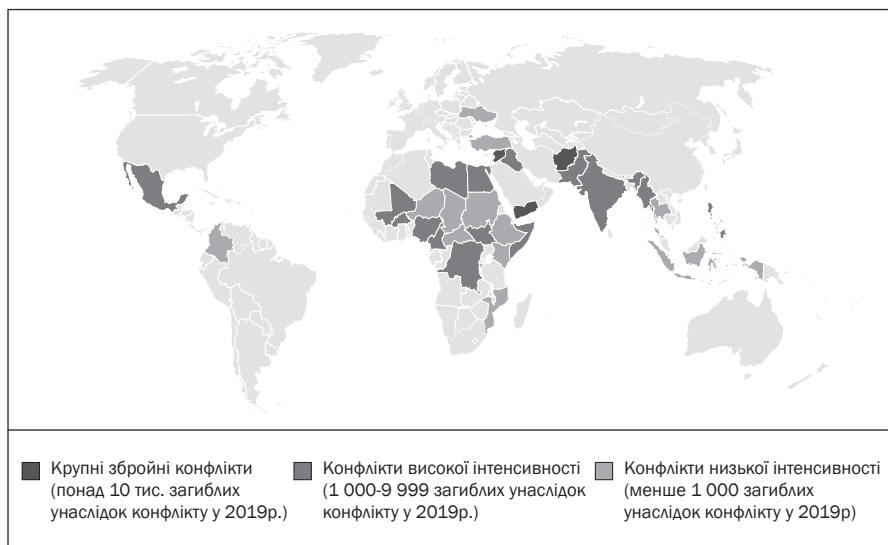 Крупні збройні конфлікти
(понад 10 тис. загиблих
унаслідок конфлікту у 2019р.)
Конфлікти високої інтенсивності
(1 000-9 999 загиблих унаслідок
конфлікту у 2019р.)
Конфлікти низької інтенсивності
(менше 1 000 загиблих
унаслідок конфлікту у 2019р)